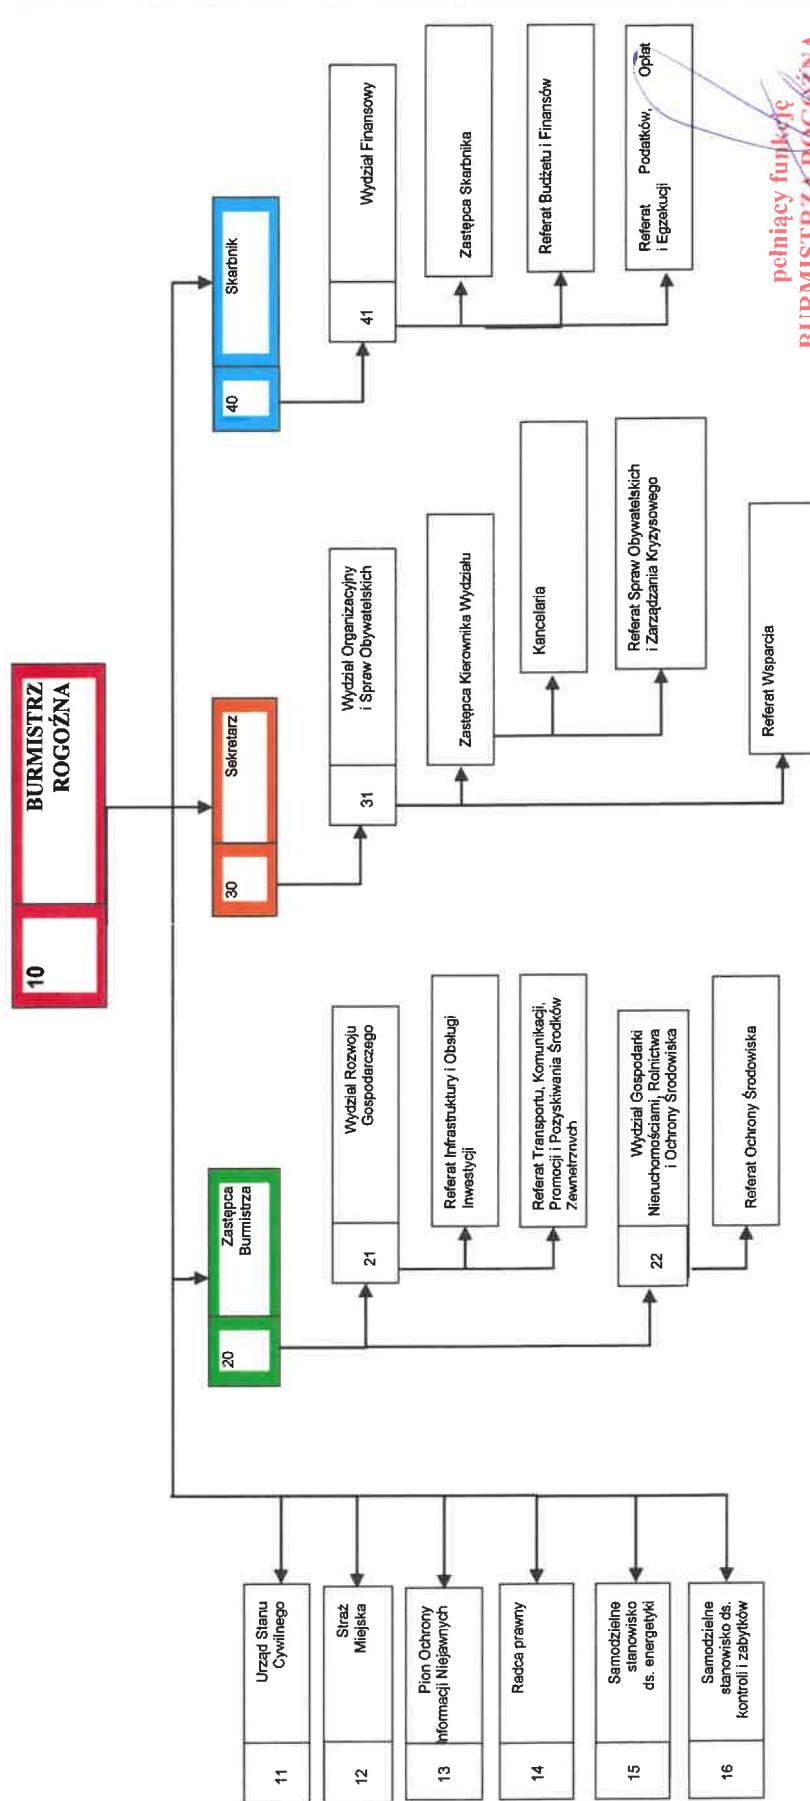 10
BURMISTRZ
ROGOŹNA
20
Zastępca
Burmistrza
30
Sekretarz
40
Skarbnik
11
Urząd Stanu
Cywilnego
12
Straż
Miejska
13
Pion Ochrony
Informacji Niejawnych
14
Radca prawny
15
Samodzielne
stanowisko
ds. energetyki
16
Samodzielne
stanowisko ds.
kontroli i zabytków
21
Wydział Rozwoju
Gospodarczego
Referat Infrastruktury i Obsługi
Inwestycji
Referat Transportu, Komunikacji,
Promocji i Pozyskiwania Środków
Zewnętrznych
22
Wydział Gospodarki
Nieruchomościami, Rolnictwa
i Ochrony Środowiska
Referat Ochrony Środowiska
31
Wydział Organizacyjny
i Spraw Obywatelskich
Zastępca Kierownika Wydziału
Kancelaria
Referat Spraw Obywatelskich
i Zarządzania Kryzysowego
Referat Wsparcia
41
Wydział Finansowy
Zastępca Skarbnika
Referat Budżetu i Finansów
Referat Podatków, Opłat
i Egzekucji
pełniący funkcję
BURMISTRZA ROGOŹNA